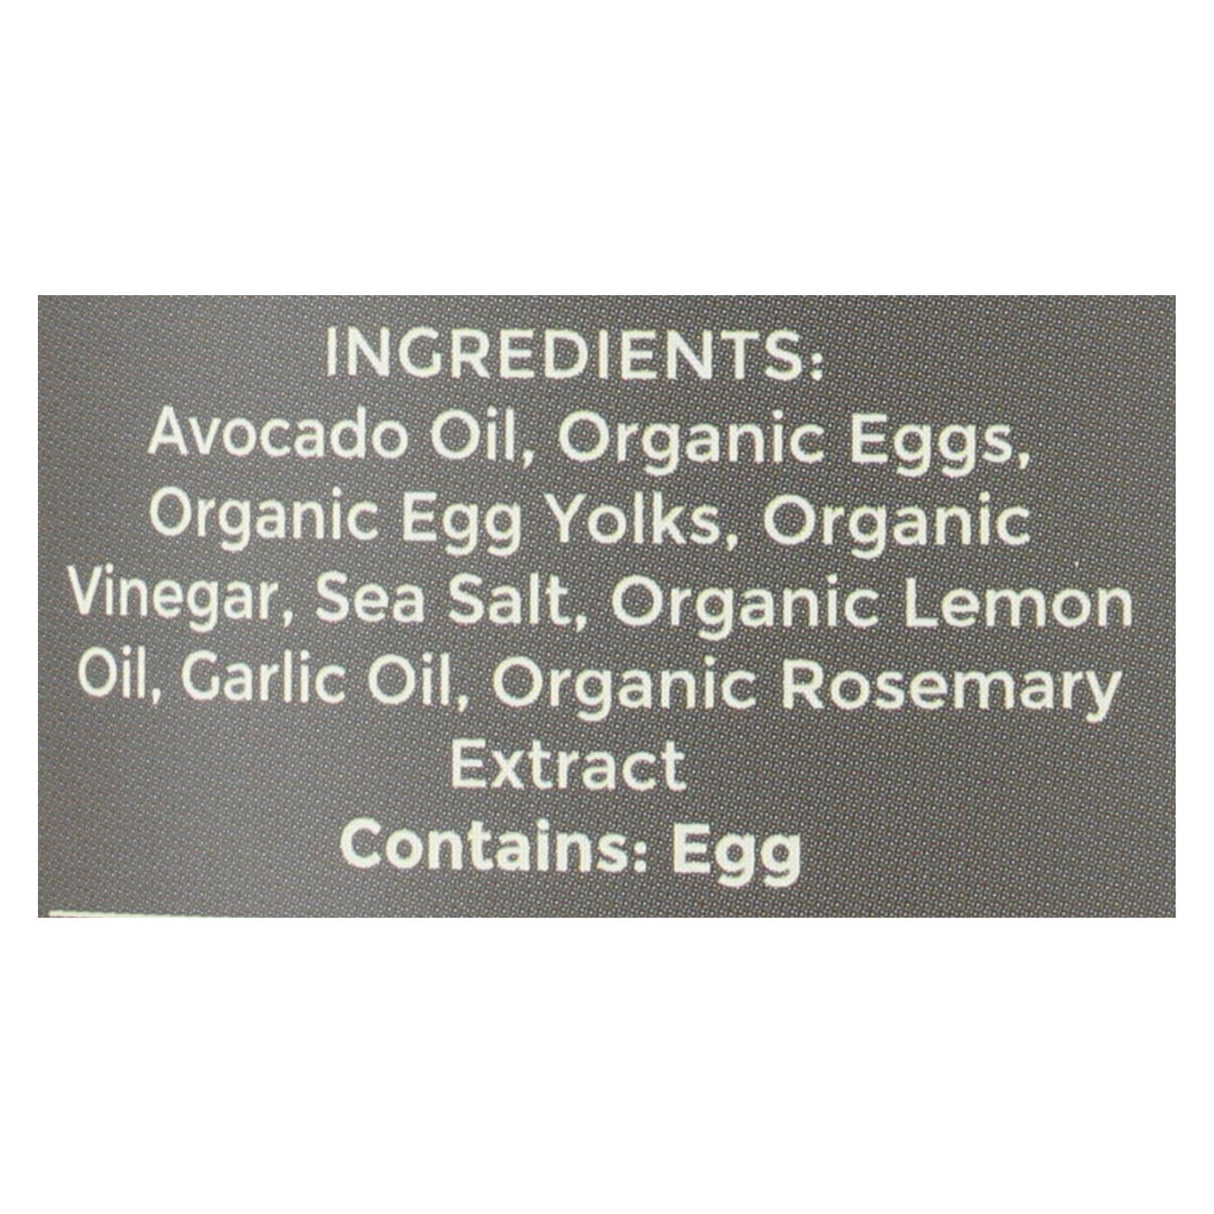 INGREDIENTS:
Avocado Oil, Organic Eggs,
Organic Egg Yolks, Organic
Vinegar, Sea Salt, Organic Lemon
Oil, Garlic Oil, Organic Rosemary
Extract
Contains: Egg